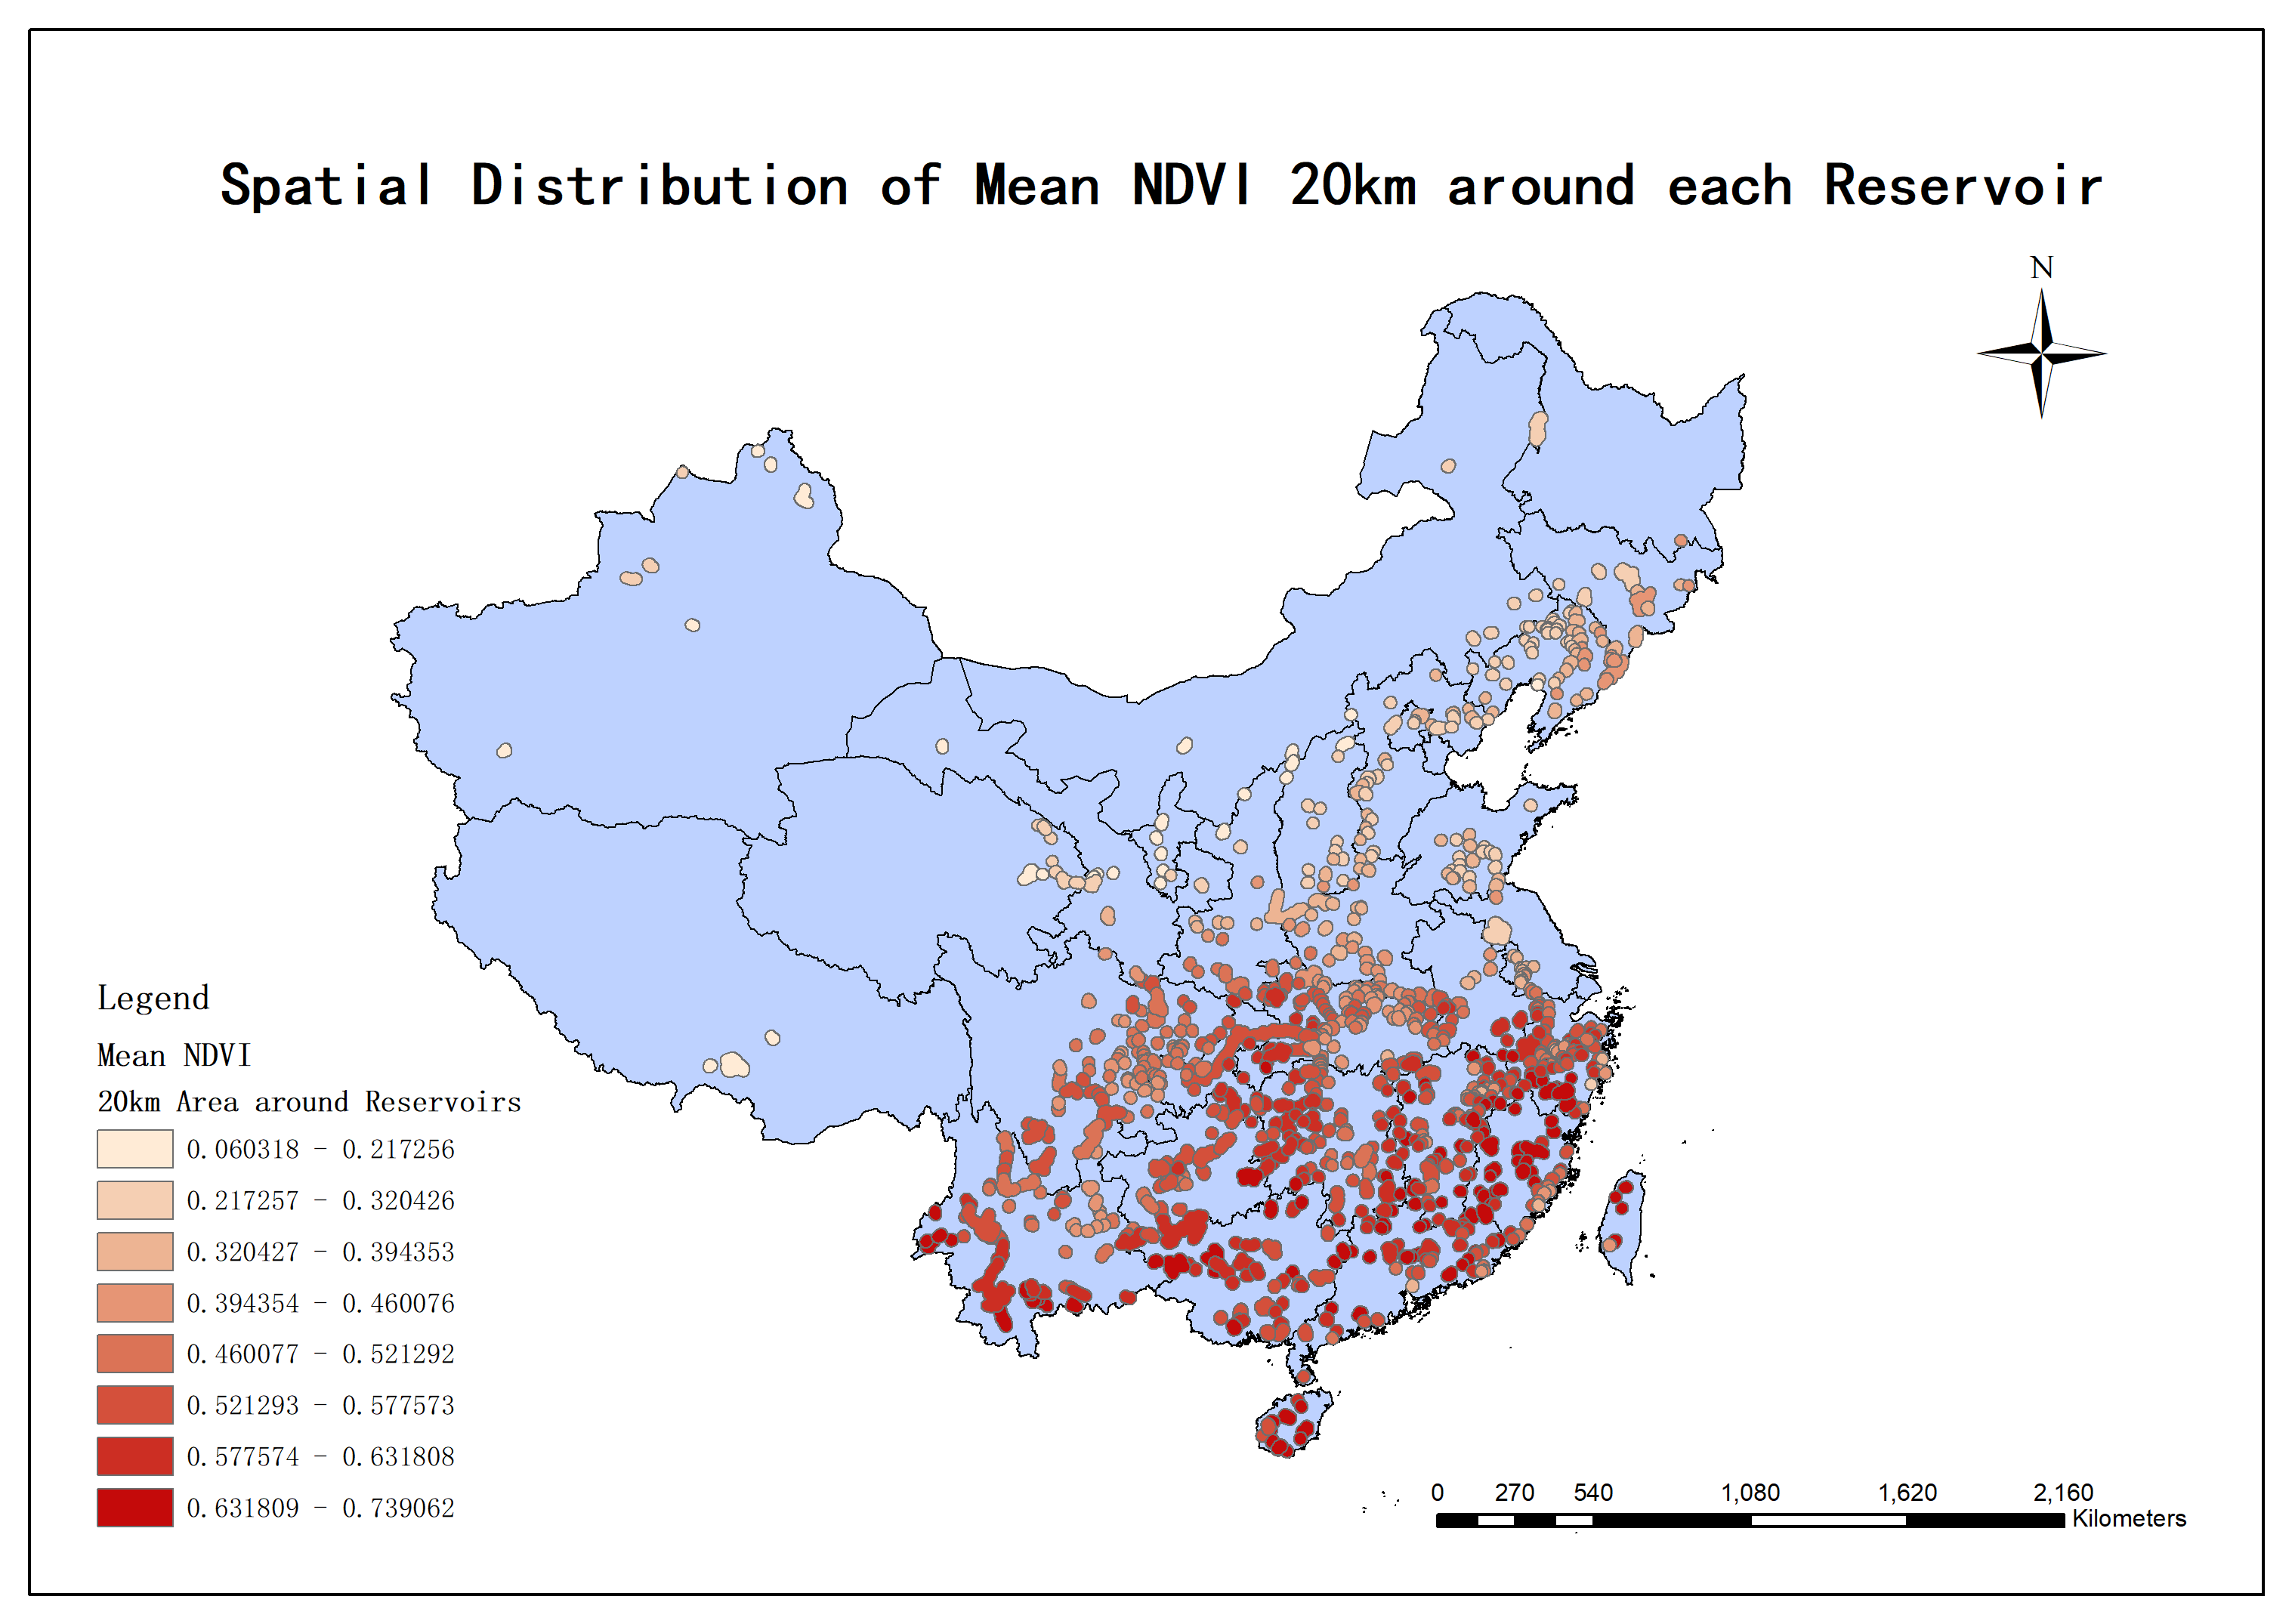 Spatial Distribution of Mean NDVI 20km around each Reservoir
N
Legend
Mean NDVI
20km Area around Reservoirs
0.060318 - 0.217256
0.217257 - 0.320426
0.320427 - 0.394353
0.394354 - 0.460076
0.460077 - 0.521292
0.521293 - 0.577573
0.577574 - 0.631808
0.631809 - 0.739062
0 270 540 1,080 1,620 2,160
Kilometers